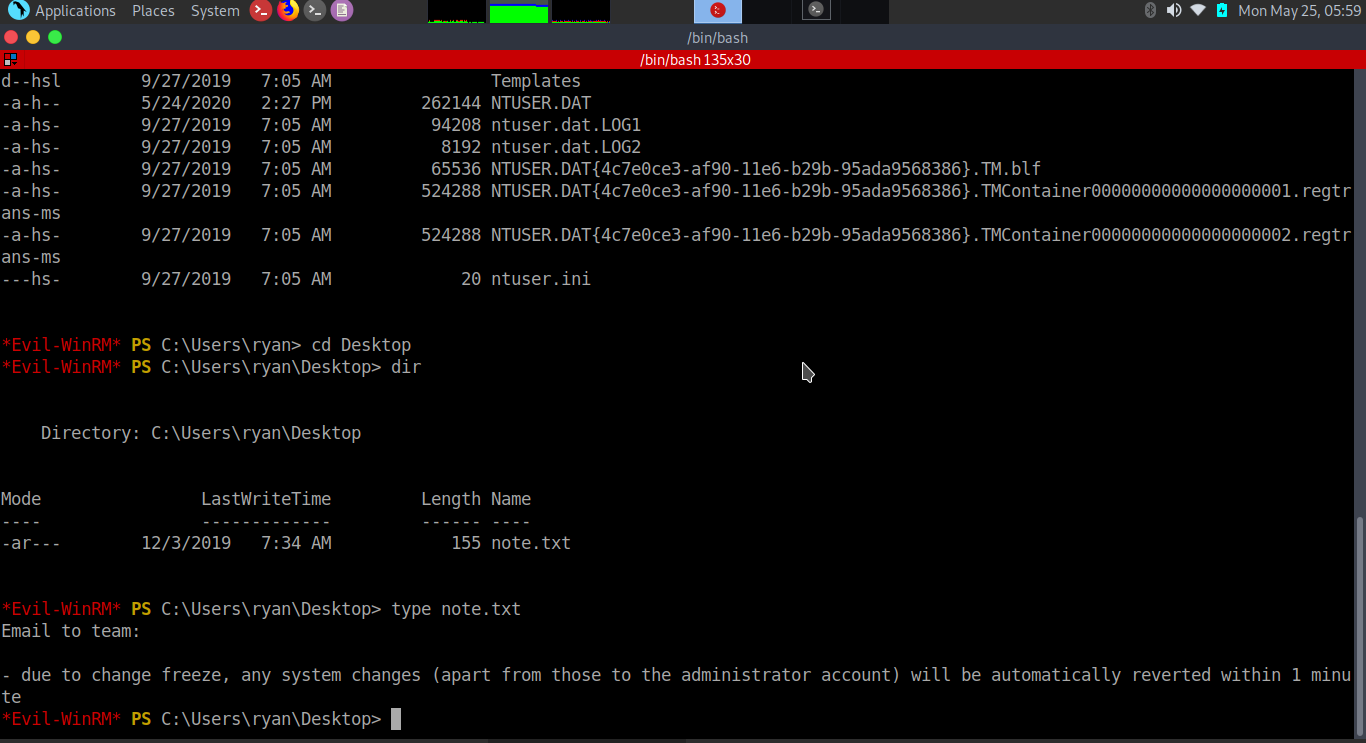 Applications Places System Mon May 25, 05:59
/bin/bash
/bin/bash 135x30
d--hsl        9/27/2019   7:05 AM                Templates
-a-h--        5/24/2020   2:27 PM         262144 NTUSER.DAT
-a-hs-        9/27/2019   7:05 AM          94208 ntuser.dat.LOG1
-a-hs-        9/27/2019   7:05 AM           8192 ntuser.dat.LOG2
-a-hs-        9/27/2019   7:05 AM          65536 NTUSER.DAT{4c7e0ce3-af90-11e6-b29b-95ada9568386}.TM.blf
-a-hs-        9/27/2019   7:05 AM         524288 NTUSER.DAT{4c7e0ce3-af90-11e6-b29b-95ada9568386}.TMContainer00000000000000000001.regtr
ans-ms
-a-hs-        9/27/2019   7:05 AM         524288 NTUSER.DAT{4c7e0ce3-af90-11e6-b29b-95ada9568386}.TMContainer00000000000000000002.regtr
ans-ms
---hs-        9/27/2019   7:05 AM             20 ntuser.ini
*Evil-WinRM* PS C:\Users\ryan> cd Desktop
*Evil-WinRM* PS C:\Users\ryan\Desktop> dir
    Directory: C:\Users\ryan\Desktop
Mode                LastWriteTime         Length Name
----                -------------         ------ ----
-ar---        12/3/2019   7:34 AM            155 note.txt
*Evil-WinRM* PS C:\Users\ryan\Desktop> type note.txt
Email to team:
- due to change freeze, any system changes (apart from those to the administrator account) will be automatically reverted within 1 minu
te
*Evil-WinRM* PS C:\Users\ryan\Desktop>